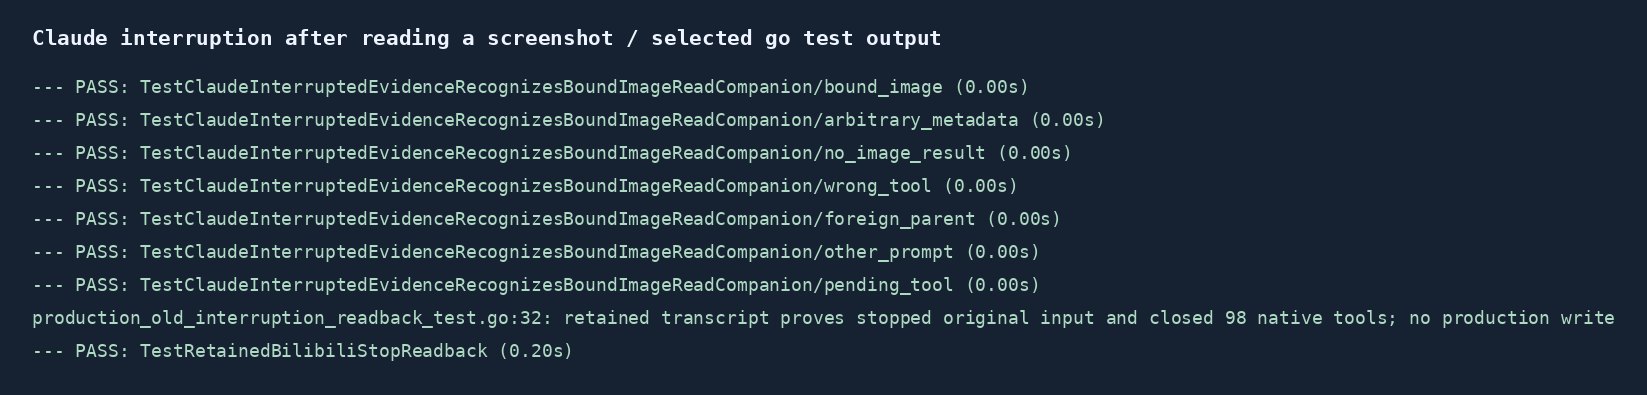 Claude interruption after reading a screenshot / selected go test output
--- PASS: TestClaudeInterruptedEvidenceRecognizesBoundImageReadCompanion/bound_image (0.00s)
--- PASS: TestClaudeInterruptedEvidenceRecognizesBoundImageReadCompanion/arbitrary_metadata (0.00s)
--- PASS: TestClaudeInterruptedEvidenceRecognizesBoundImageReadCompanion/no_image_result (0.00s)
--- PASS: TestClaudeInterruptedEvidenceRecognizesBoundImageReadCompanion/wrong_tool (0.00s)
--- PASS: TestClaudeInterruptedEvidenceRecognizesBoundImageReadCompanion/foreign_parent (0.00s)
--- PASS: TestClaudeInterruptedEvidenceRecognizesBoundImageReadCompanion/other_prompt (0.00s)
--- PASS: TestClaudeInterruptedEvidenceRecognizesBoundImageReadCompanion/pending_tool (0.00s)
production_old_interruption_readback_test.go:32: retained transcript proves stopped original input and closed 98 native tools; no production write
--- PASS: TestRetainedBilibiliStopReadback (0.20s)